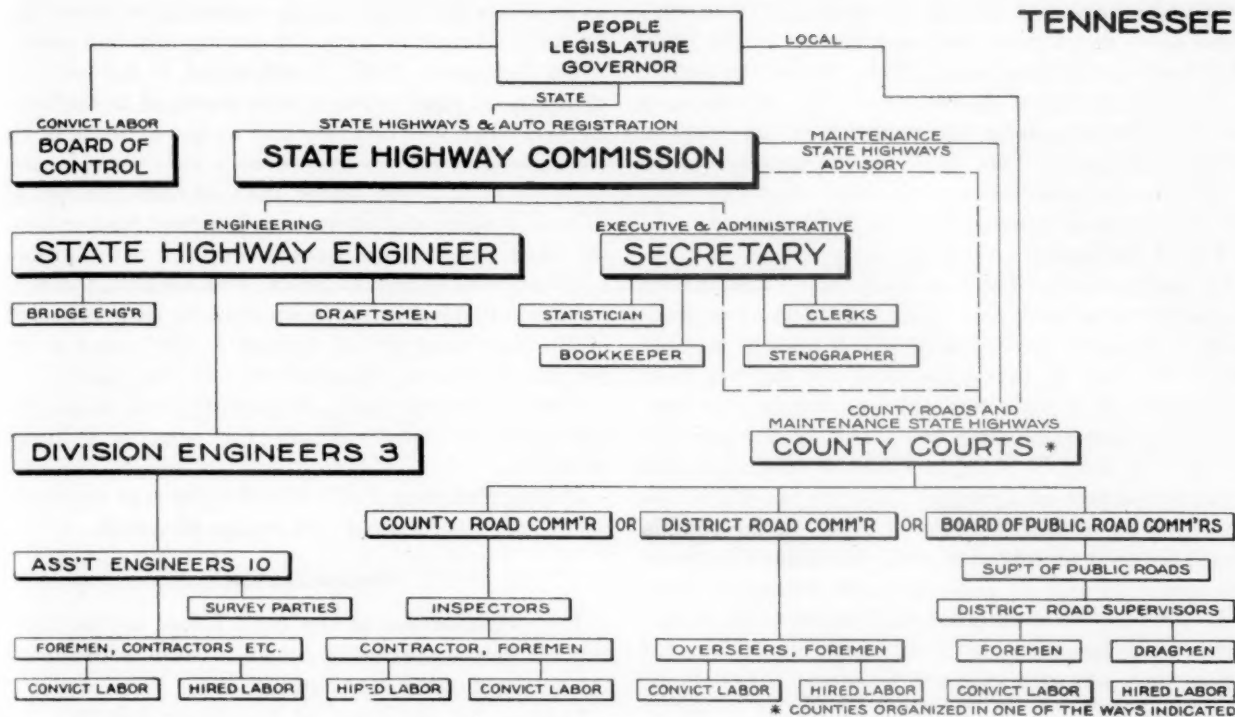 TENNESSEE
PEOPLE
LEGISLATURE
GOVERNOR
LOCAL
STATE
CONVICT LABOR
BOARD OF
CONTROL
STATE HIGHWAYS & AUTO REGISTRATION
STATE HIGHWAY COMMISSION
MAINTENANCE
STATE HIGHWAYS
ADVISORY
ENGINEERING
STATE HIGHWAY ENGINEER
EXECUTIVE & ADMINISTRATIVE
SECRETARY
BRIDGE ENG'R
DRAFTSMEN
STATISTICIAN
CLERKS
BOOKKEEPER
STENOGRAPHER
DIVISION ENGINEERS 3
COUNTY ROADS AND
MAINTENANCE STATE HIGHWAYS
COUNTY COURTS *
COUNTY ROAD COMM'R OR DISTRICT ROAD COMM'R OR BOARD OF PUBLIC ROAD COMM'RS
ASS'T ENGINEERS 10
SUP'T OF PUBLIC ROADS
SURVEY PARTIES
INSPECTORS
DISTRICT ROAD SUPERVISORS
FOREMEN, CONTRACTORS ETC.
CONTRACTOR, FOREMEN
OVERSEERS, FOREMEN
FOREMEN
DRAGMEN
CONVICT LABOR
HIRED LABOR
HIRED LABOR
CONVICT LABOR
CONVICT LABOR
HIRED LABOR
CONVICT LABOR
HIRED LABOR
* COUNTIES ORGANIZED IN ONE OF THE WAYS INDICATED